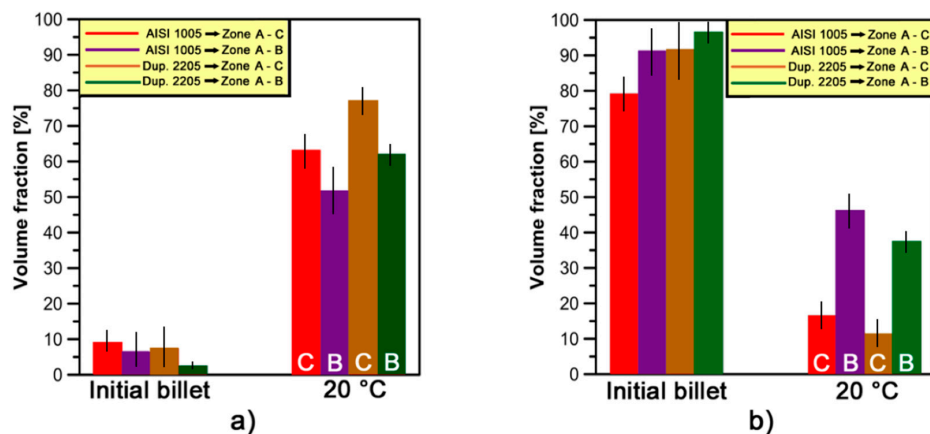 100
90
80
70
60
50
40
30
20
10
0
Volume fraction [%]
AISI 1005 → Zone A - C
AISI 1005 → Zone A - B
Dup. 2205 → Zone A - C
Dup. 2205 → Zone A - B
C B C B
Initial billet 20 °C
a)
100
90
80
70
60
50
40
30
20
10
0
Volume fraction [%]
AISI 1005 → Zone A - C
AISI 1005 → Zone A - B
Dup. 2205 → Zone A - C
Dup. 2205 → Zone A - B
C B C B
Initial billet 20 °C
b)